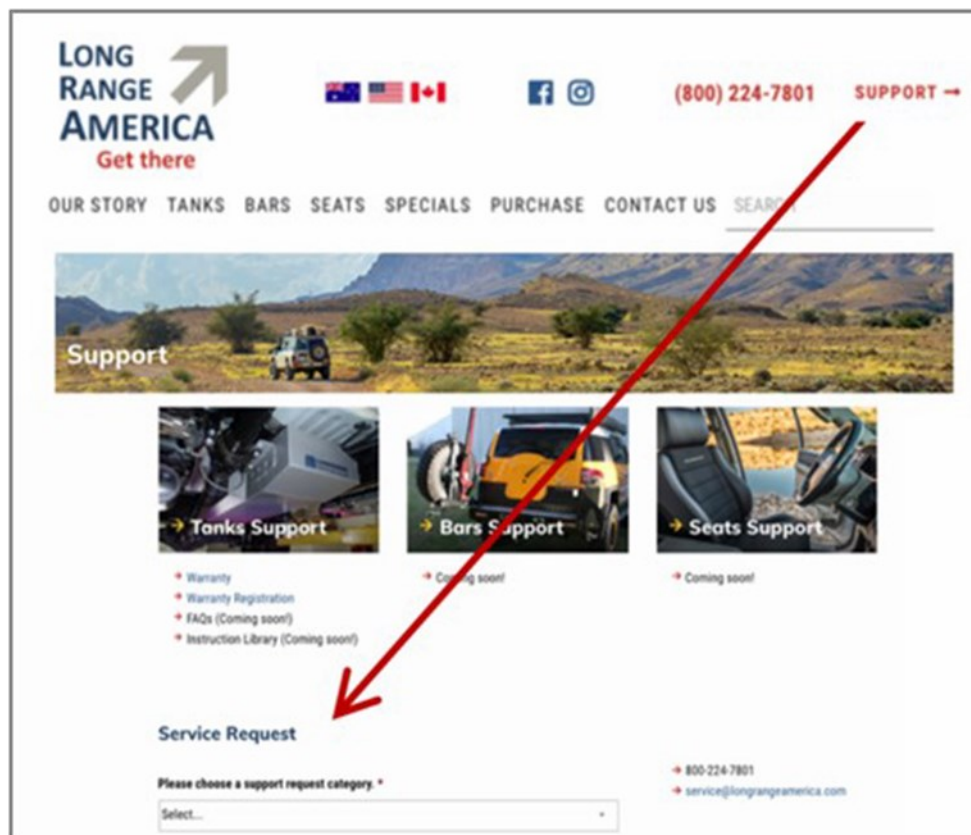 LONG
RANGE
AMERICA
Get there
(800) 224-7801 SUPPORT →
OUR STORY TANKS BARS SEATS SPECIALS PURCHASE CONTACT US SEARCH
Support
→ Tanks Support → Bars Support → Seats Support
→ Warranty → Coming soon! → Coming soon!
→ Warranty Registration
→ FAQs (Coming soon!)
→ Instruction Library (Coming soon!)
Service Request
Please choose a support request category. *
→ 800-224-7801
→ service@longrangeamerica.com
Select...